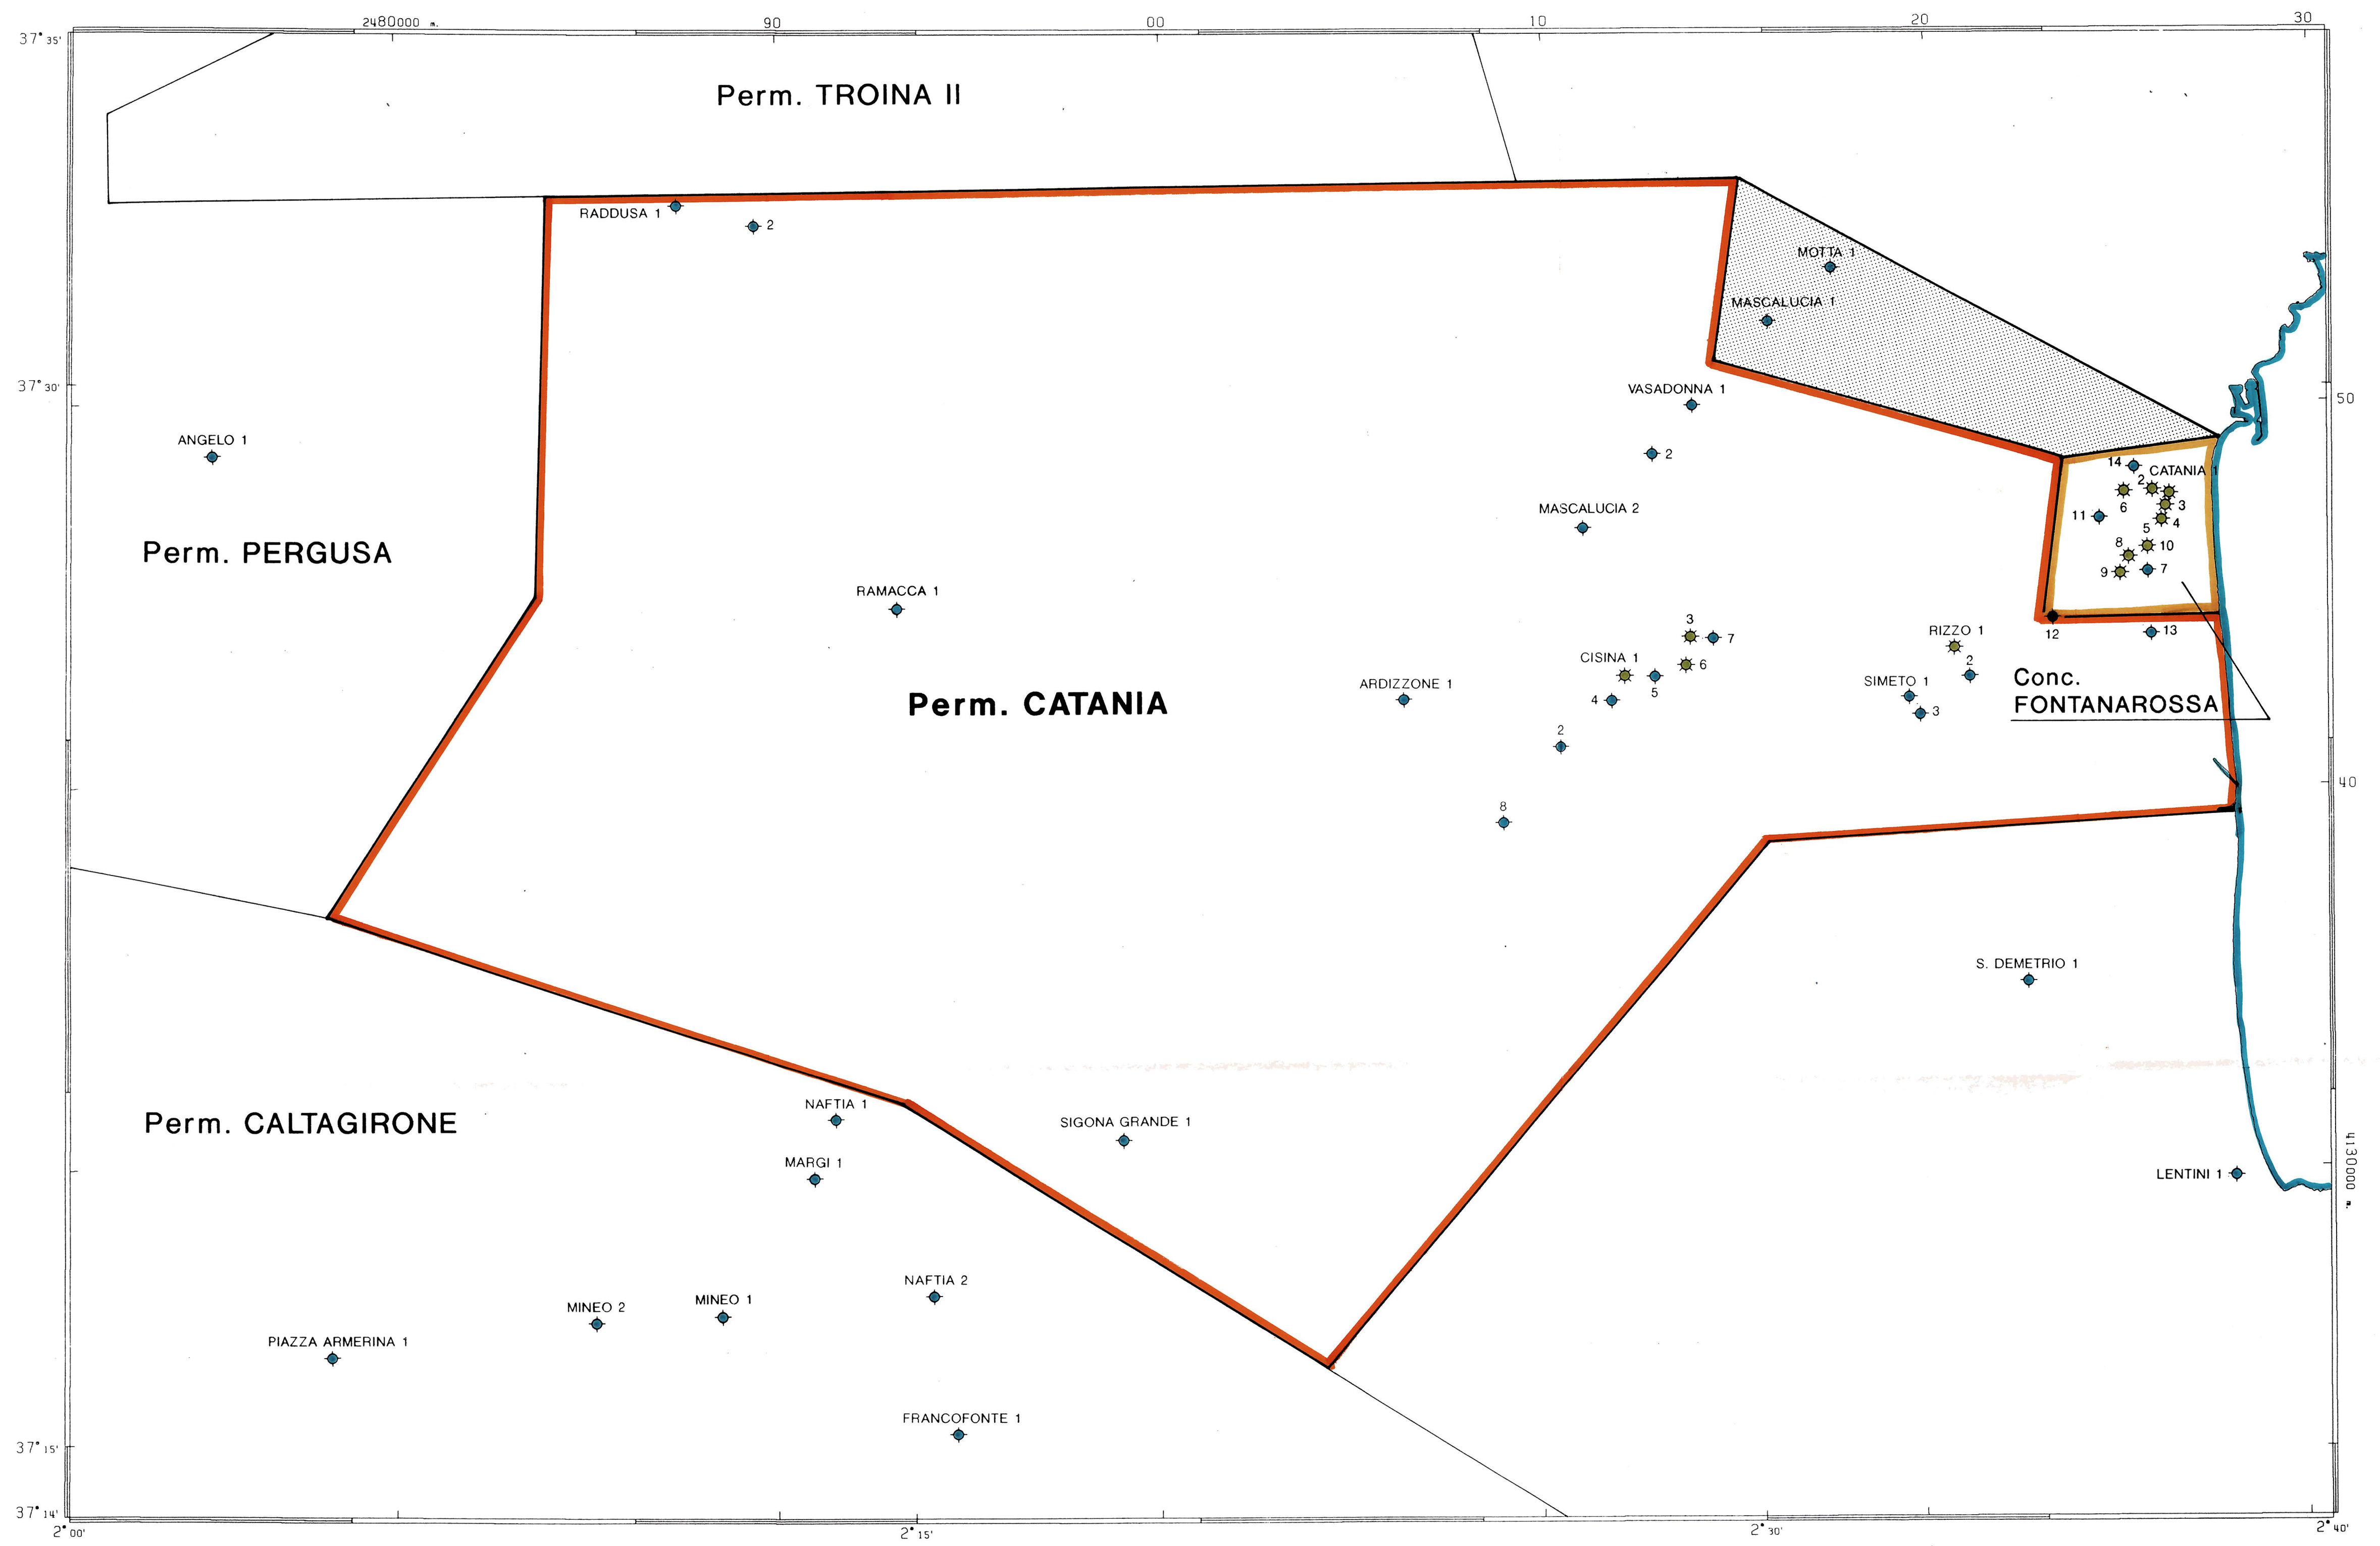 2480000 m.
90
00
10
20
30
37°35'
Perm. TROINA II
RADDUSA 1
2
MOTTA 1
MASCALUCIA 1
37°30'
VASADONNA 1
50
ANGELO 1
2
14
CATANIA 1
2
6
3
11
4
5
MASCALUCIA 2
8
10
Perm. PERGUSA
9
7
RAMACCA 1
3
7
12
13
RIZZO 1
CISINA 1
6
2
5
ARDIZZONE 1
4
SIMETO 1
3
Conc.
FONTANAROSSA
Perm. CATANIA
2
40
8
S. DEMETRIO 1
NAFTIA 1
Perm. CALTAGIRONE
SIGONA GRANDE 1
MARGI 1
LENTINI 1
4130000 m.
NAFTIA 2
MINEO 2
MINEO 1
PIAZZA ARMERINA 1
FRANCOFONTE 1
37°15'
37°14'
2°00'
2°15'
2°30'
2°40'